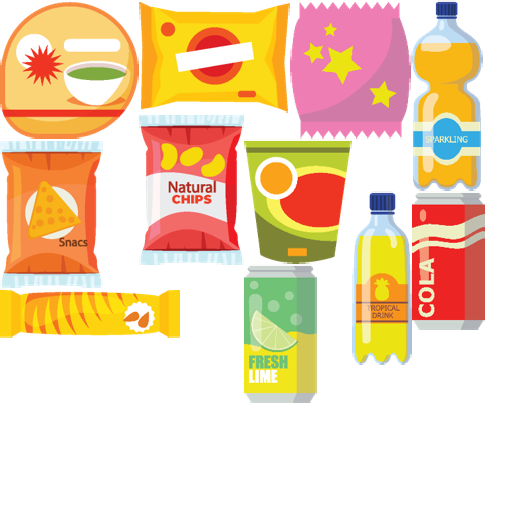 SPARKLING
Natural
CHIPS
Snacs
COLA
TROPICAL
DRINK
FRESH
LIME